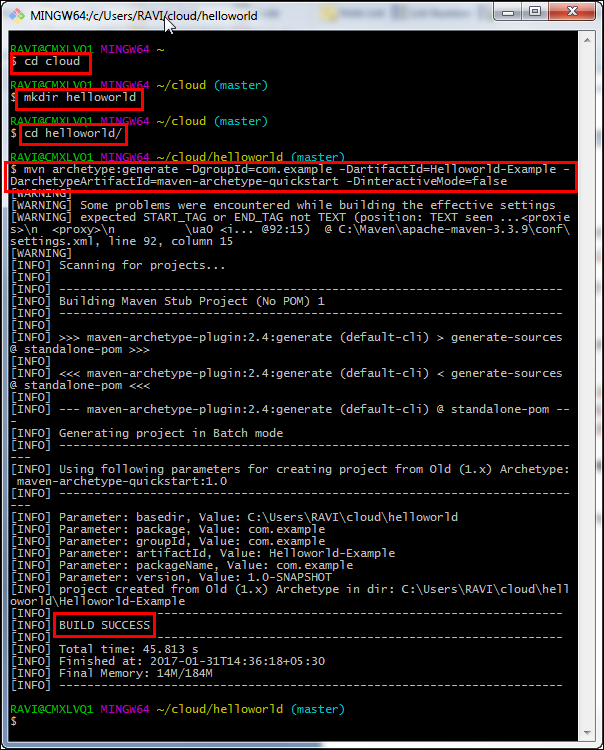 MINGW64:/c/Users/RAVI/cloud/helloworld
RAVI@CMXLVQ1 MINGW64 ~
$ cd cloud
RAVI@CMXLVQ1 MINGW64 ~/cloud (master)
$ mkdir helloworld
RAVI@CMXLVQ1 MINGW64 ~/cloud (master)
$ cd helloworld/
RAVI@CMXLVQ1 MINGW64 ~/cloud/helloworld (master)
$ mvn archetype:generate -DgroupId=com.example -DartifactId=Helloworld-Example -
DarchetypeArtifactId=maven-archetype-quickstart -DinteractiveMode=false
[WARNING]
[WARNING] Some problems were encountered while building the effective settings
[WARNING] expected START_TAG or END_TAG not TEXT (position: TEXT seen ...<proxie
s>\n  <proxy>\n          \ua0 <i... @92:15)  @ C:\Maven\apache-maven-3.3.9\conf\
settings.xml, line 92, column 15
[WARNING]
[INFO] Scanning for projects...
[INFO]
[INFO] ------------------------------------------------------------------------
[INFO] Building Maven Stub Project (No POM) 1
[INFO] ------------------------------------------------------------------------
[INFO]
[INFO] >>> maven-archetype-plugin:2.4:generate (default-cli) > generate-sources
@ standalone-pom >>>
[INFO]
[INFO] <<< maven-archetype-plugin:2.4:generate (default-cli) < generate-sources
@ standalone-pom <<<
[INFO]
[INFO] --- maven-archetype-plugin:2.4:generate (default-cli) @ standalone-pom --
-
[INFO] Generating project in Batch mode
[INFO] -------------------------------------------------------------------------
---
[INFO] Using following parameters for creating project from Old (1.x) Archetype:
 maven-archetype-quickstart:1.0
[INFO] -------------------------------------------------------------------------
---
[INFO] Parameter: basedir, Value: C:\Users\RAVI\cloud\helloworld
[INFO] Parameter: package, Value: com.example
[INFO] Parameter: groupId, Value: com.example
[INFO] Parameter: artifactId, Value: Helloworld-Example
[INFO] Parameter: packageName, Value: com.example
[INFO] Parameter: version, Value: 1.0-SNAPSHOT
[INFO] project created from Old (1.x) Archetype in dir: C:\Users\RAVI\cloud\hell
oworld\Helloworld-Example
[INFO] ------------------------------------------------------------------------
[INFO] BUILD SUCCESS
[INFO] ------------------------------------------------------------------------
[INFO] Total time: 45.813 s
[INFO] Finished at: 2017-01-31T14:36:18+05:30
[INFO] Final Memory: 14M/184M
[INFO] ------------------------------------------------------------------------
RAVI@CMXLVQ1 MINGW64 ~/cloud/helloworld (master)
$